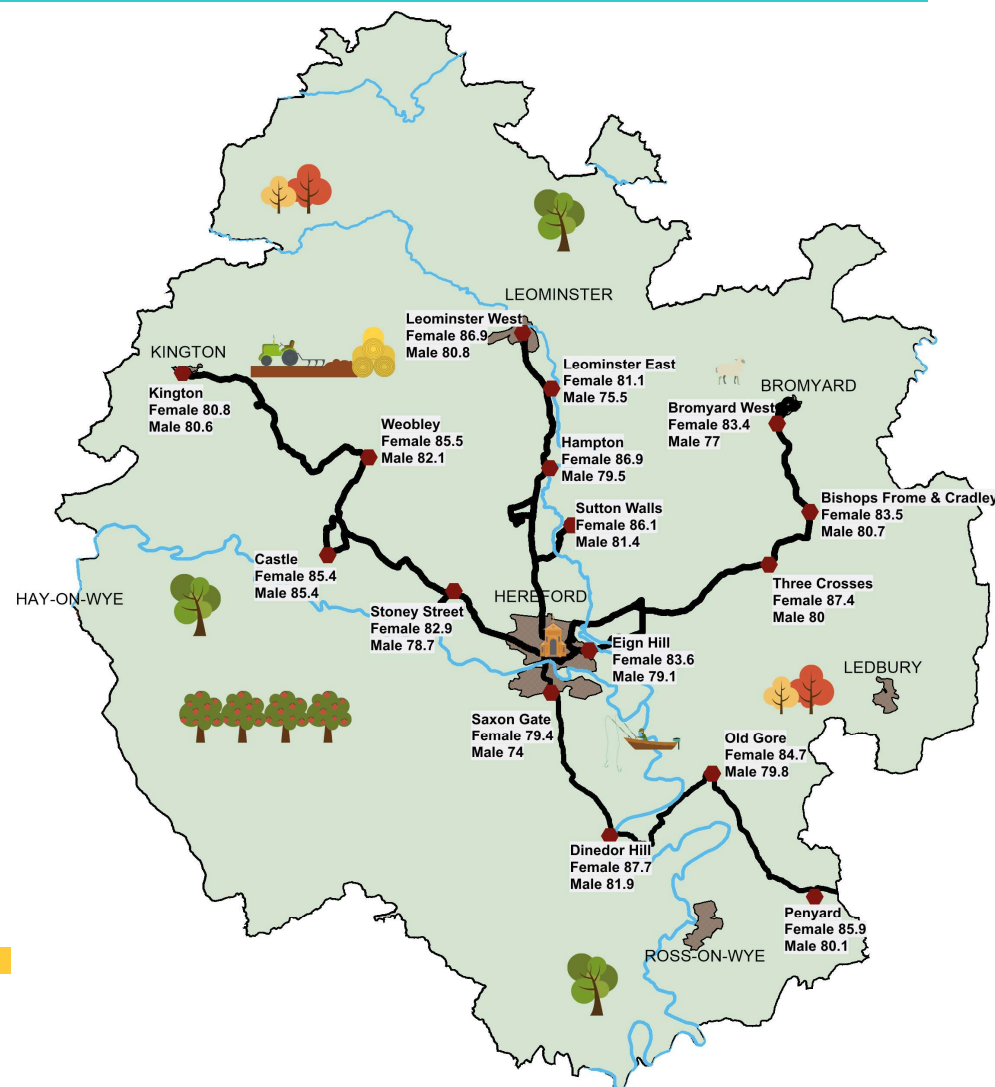 LEOMINSTER
Leominster West
Female 86.9
Male 80.8
KINGTON
Kington
Female 80.8
Male 80.6
Leominster East
Female 81.1
Male 75.5
BROMYARD
Bromyard West
Female 83.4
Male 77
Weobley
Female 85.5
Male 82.1
Hampton
Female 86.9
Male 79.5
Bishops Frome & Cradley
Female 83.5
Male 80.7
Sutton Walls
Female 86.1
Male 81.4
Castle
Female 85.4
Male 85.4
Three Crosses
Female 87.4
Male 80
HAY-ON-WYE
HEREFORD
Stoney Street
Female 82.9
Male 78.7
Eign Hill
Female 83.6
Male 79.1
LEDBURY
Saxon Gate
Female 79.4
Male 74
Old Gore
Female 84.7
Male 79.8
Dinedor Hill
Female 87.7
Male 81.9
Penyard
Female 85.9
Male 80.1
ROSS-ON-WYE